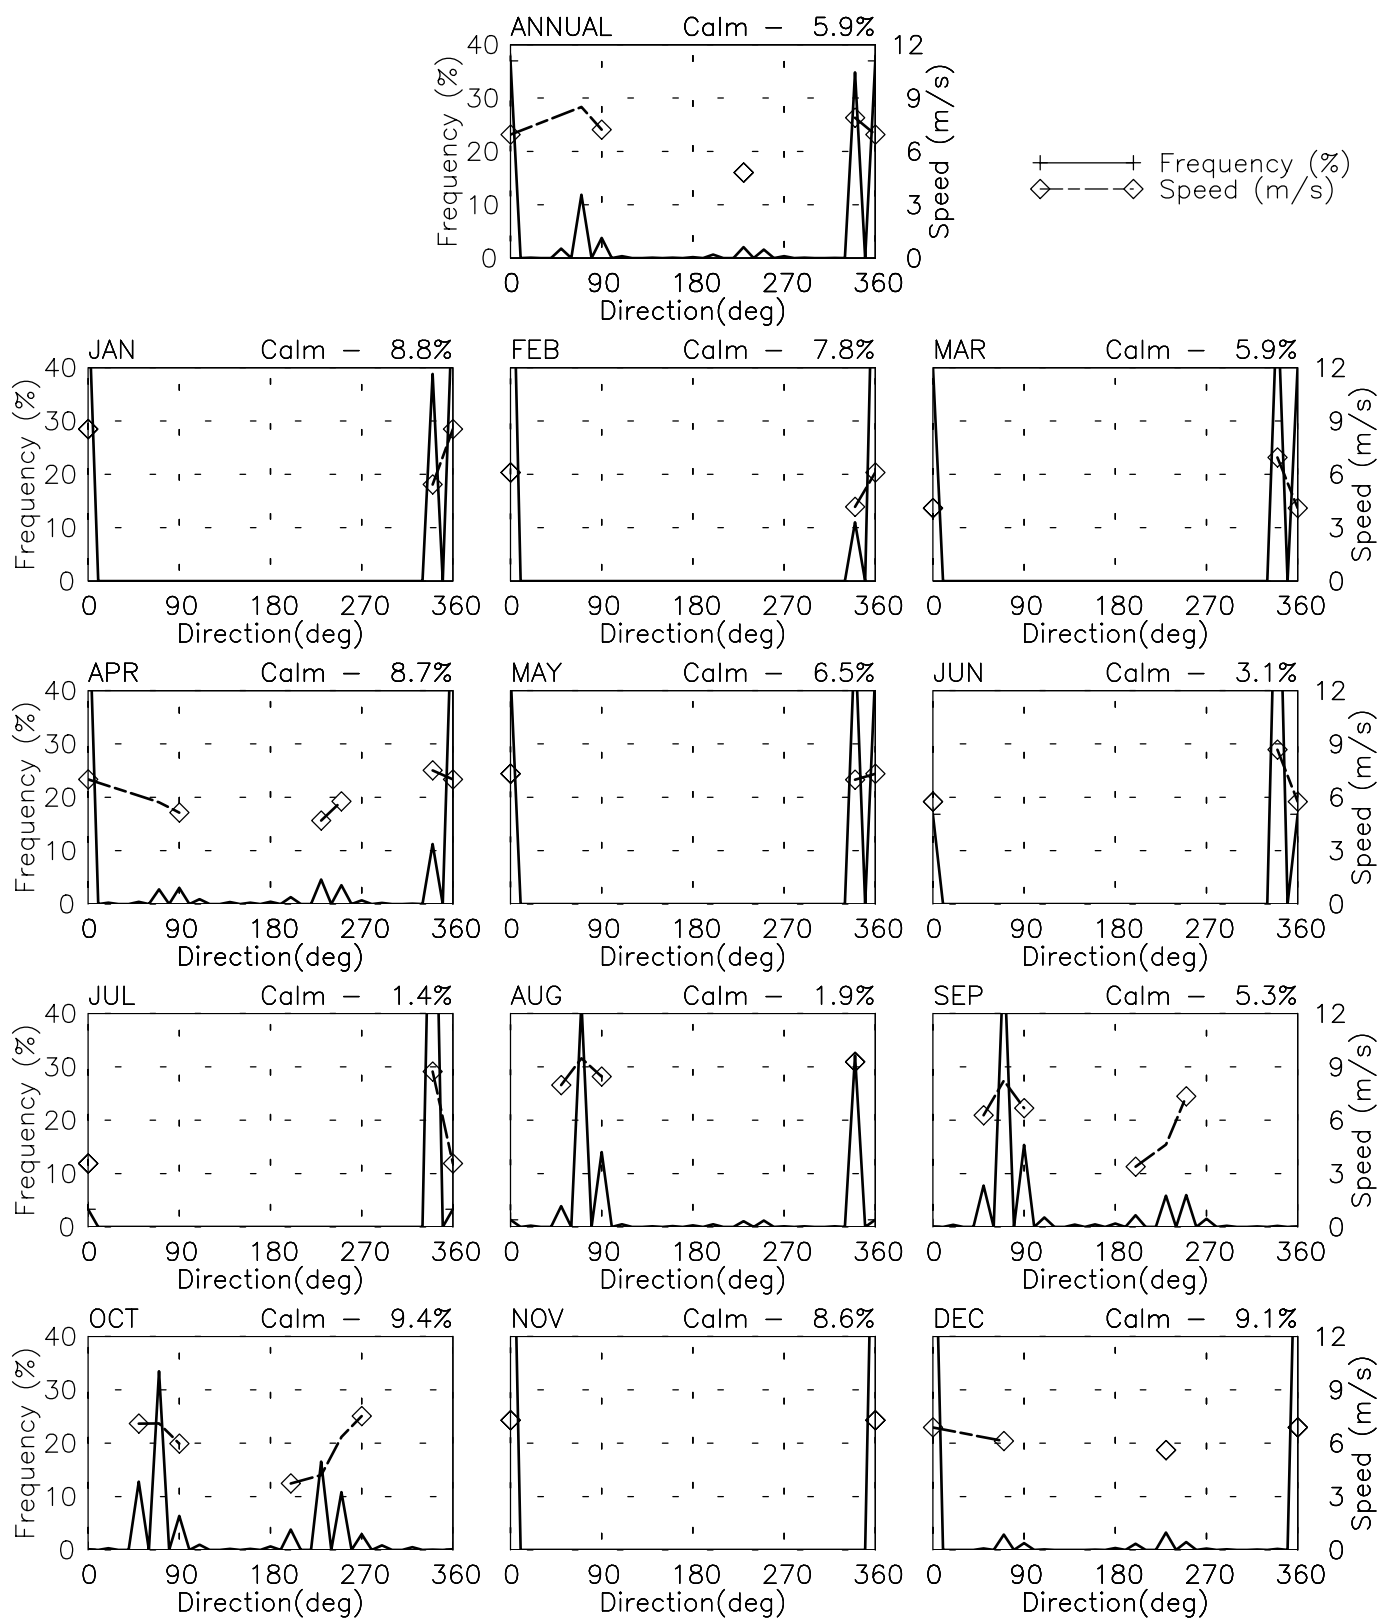 ANNUAL Calm - 5.9%
40 12
30 9
20 6
10 3
0 0
Frequency (%)
Speed (m/s)
0 90 180 270 360
Direction(deg)
Frequency (%)
Speed (m/s)
JAN Calm - 8.8%
FEB Calm - 7.8%
MAR Calm - 5.9%
40 12
30 9
20 6
10 3
0 0
Frequency (%)
Speed (m/s)
0 90 180 270 360
0 90 180 270 360
0 90 180 270 360
Direction(deg)
Direction(deg)
Direction(deg)
APR Calm - 8.7%
MAY Calm - 6.5%
JUN Calm - 3.1%
40 12
30 9
20 6
10 3
0 0
Frequency (%)
Speed (m/s)
0 90 180 270 360
0 90 180 270 360
0 90 180 270 360
Direction(deg)
Direction(deg)
Direction(deg)
JUL Calm - 1.4%
AUG Calm - 1.9%
SEP Calm - 5.3%
40 12
30 9
20 6
10 3
0 0
Frequency (%)
Speed (m/s)
0 90 180 270 360
0 90 180 270 360
0 90 180 270 360
Direction(deg)
Direction(deg)
Direction(deg)
OCT Calm - 9.4%
NOV Calm - 8.6%
DEC Calm - 9.1%
40 12
30 9
20 6
10 3
0 0
Frequency (%)
Speed (m/s)
0 90 180 270 360
0 90 180 270 360
0 90 180 270 360
Direction(deg)
Direction(deg)
Direction(deg)